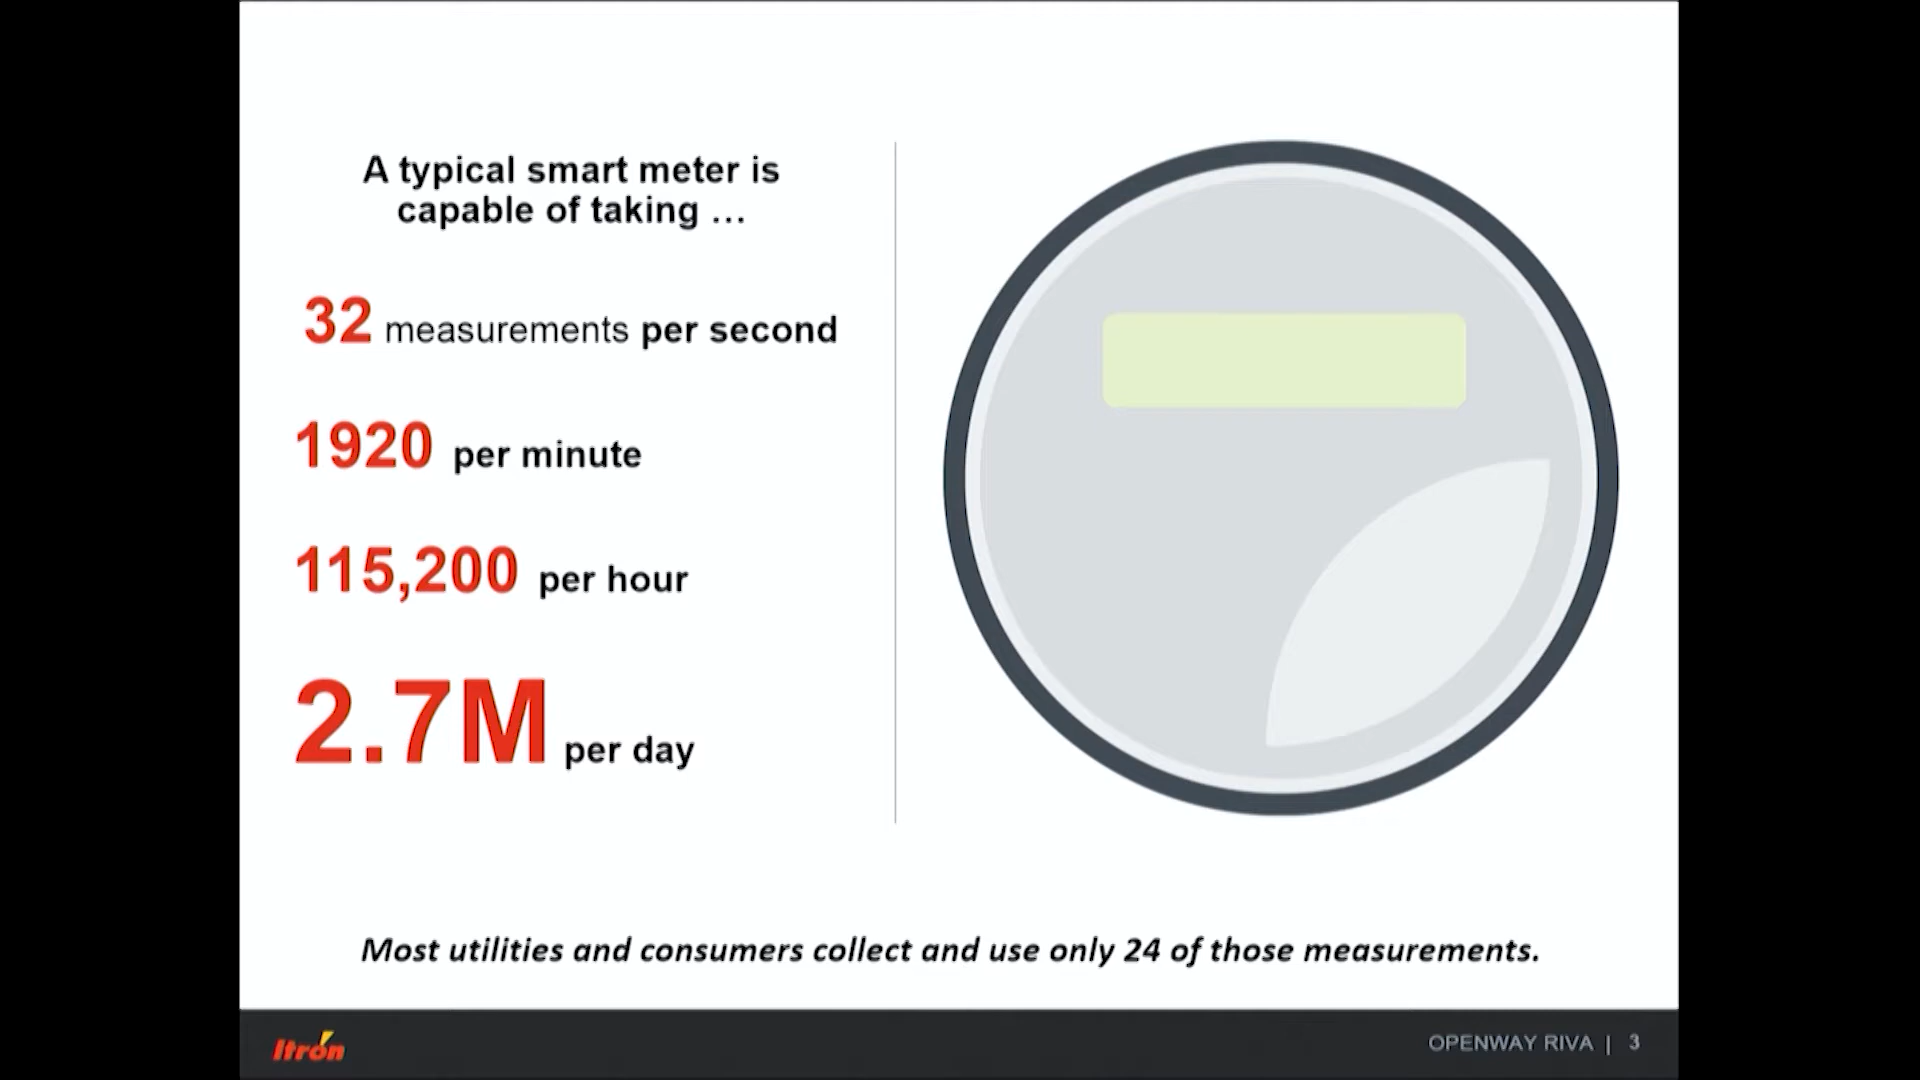 A typical smart meter is
capable of taking …
32 measurements per second
1920 per minute
115,200 per hour
2.7M per day
Most utilities and consumers collect and use only 24 of those measurements.
Itrón
OPENWAY RIVA | 3